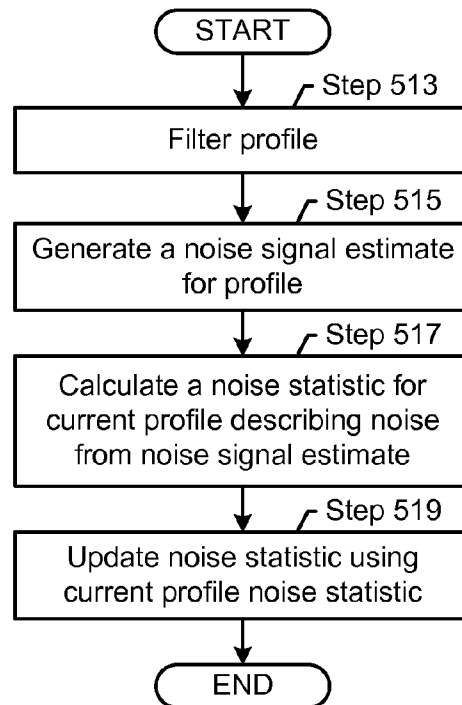 START
Step 513
Filter profile
Step 515
Generate a noise signal estimate
for profile
Step 517
Calculate a noise statistic for
current profile describing noise
from noise signal estimate
Step 519
Update noise statistic using
current profile noise statistic
END